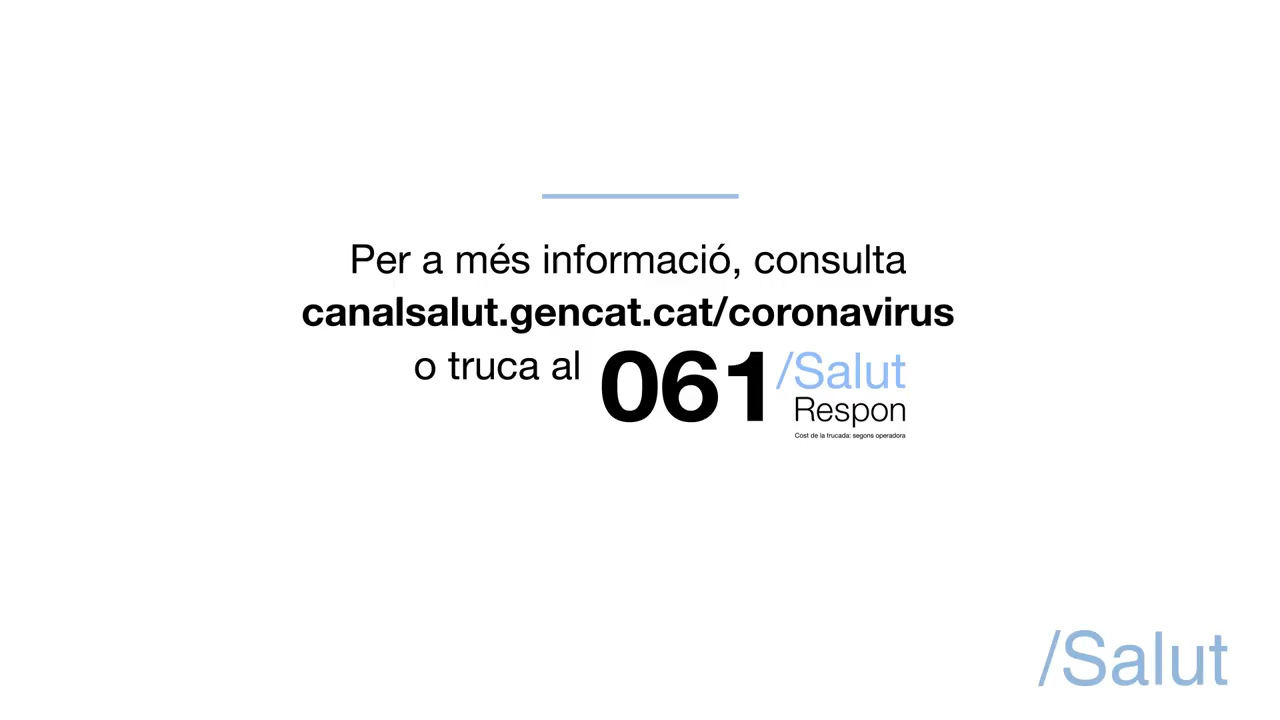 Per a més informació, consulta
canalsalut.gencat.cat/coronavirus
o truca al 061 /Salut
Respon
Cost de la trucada: segons operadora
/Salut